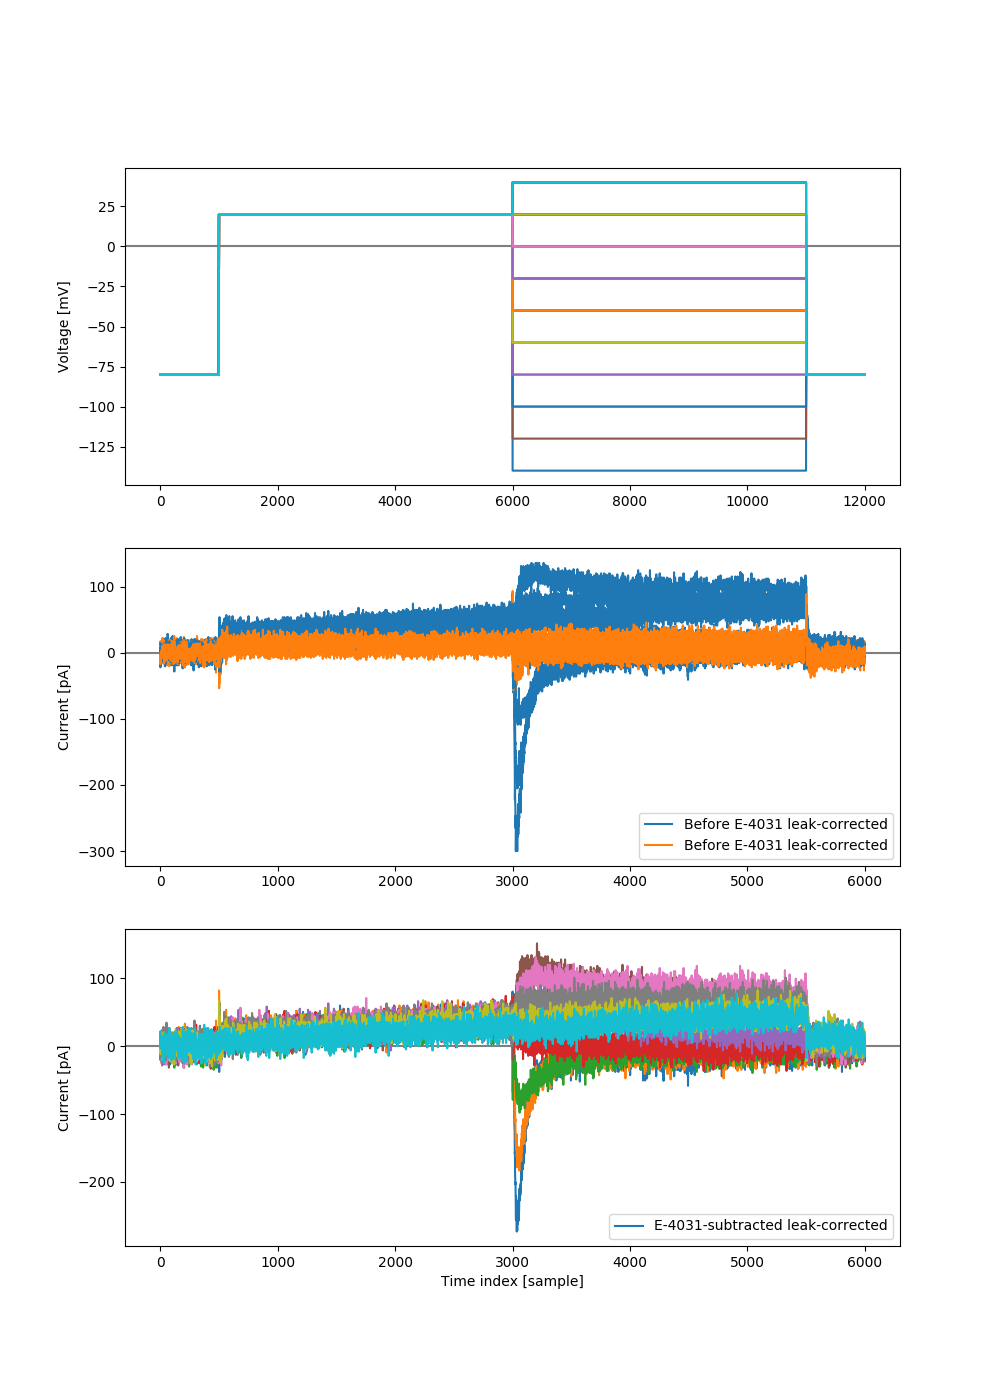 25
0
−25
−50
−75
−100
−125
Voltage [mV]
0 2000 4000 6000 8000 10000 12000
100
0
−100
−200
−300
Current [pA]
Before E-4031 leak-corrected
Before E-4031 leak-corrected
0 1000 2000 3000 4000 5000 6000
100
0
−100
−200
Current [pA]
E-4031-subtracted leak-corrected
0 1000 2000 3000 4000 5000 6000
Time index [sample]